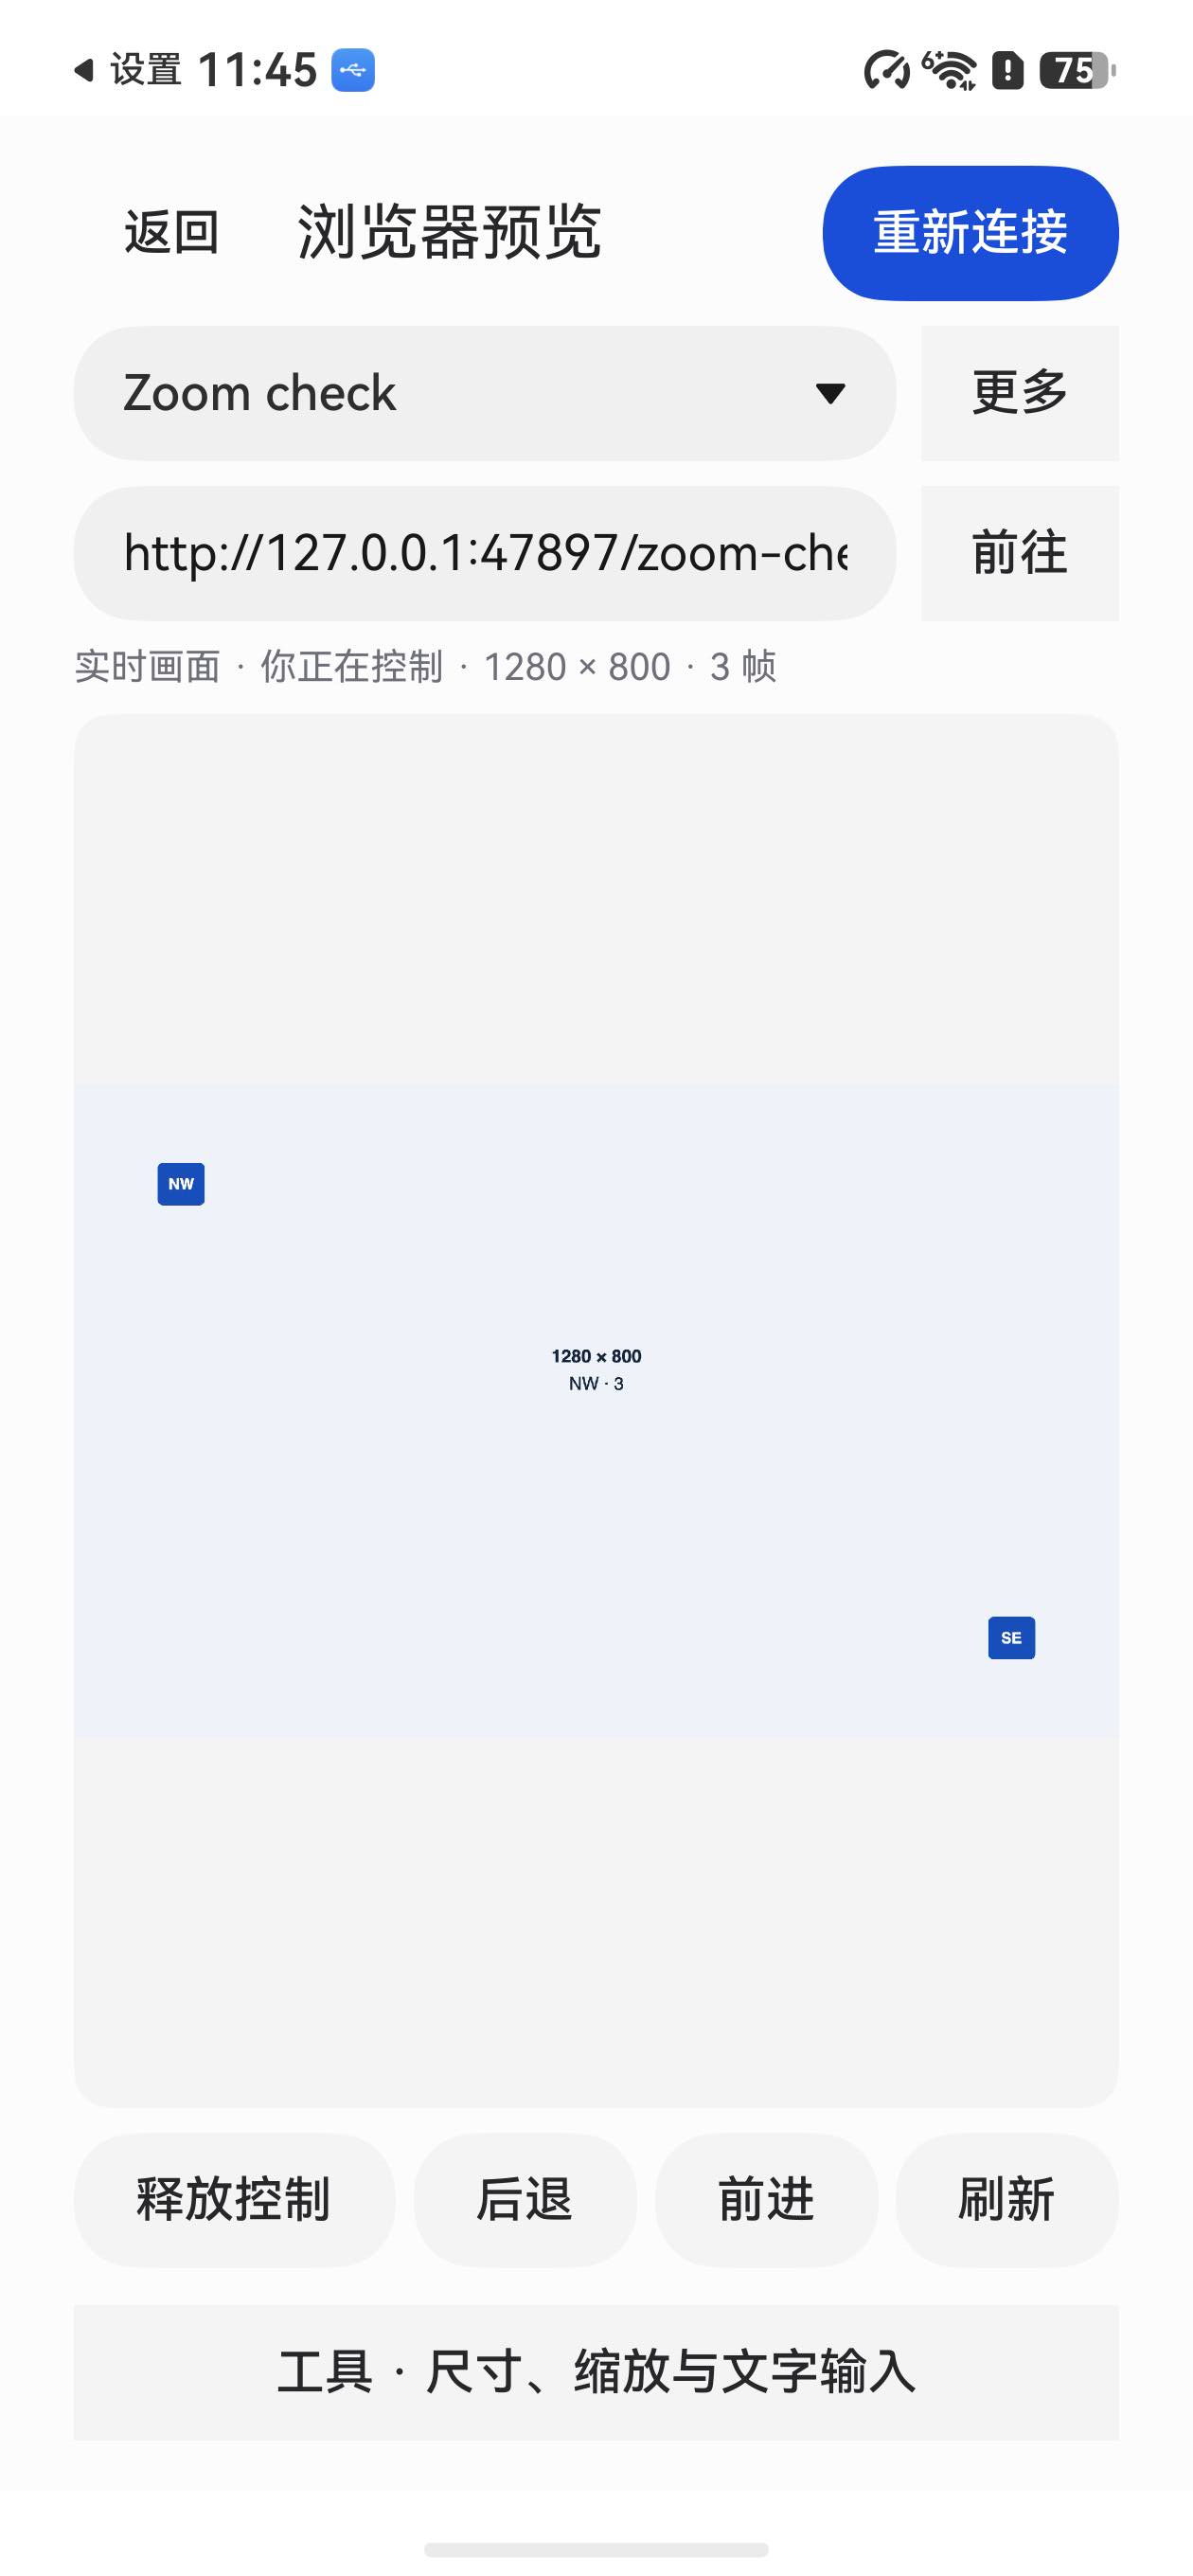 设置 11:45 6+ 75
返回 浏览器预览 重新连接
Zoom check 更多
http://127.0.0.1:47897/zoom-che 前往
实时画面 · 你正在控制 · 1280 × 800 · 3 帧
NW
1280 × 800
NW · 3
SE
释放控制 后退 前进 刷新
工具 · 尺寸、缩放与文字输入